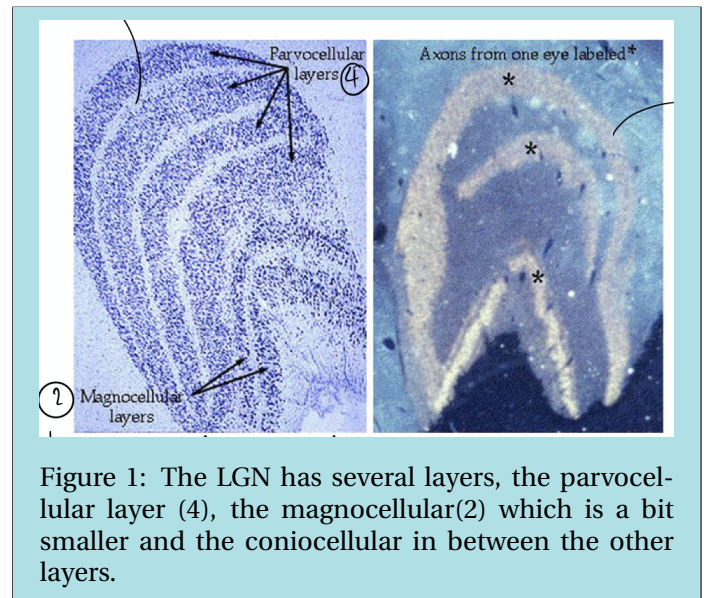 Parvocellular
layers ④
Axons from one eye labeled*
*
*
*
② Magnocellular
layers
Figure 1: The LGN has several layers, the parvocel-
lular layer (4), the magnocellular(2) which is a bit
smaller and the coniocellular in between the other
layers.